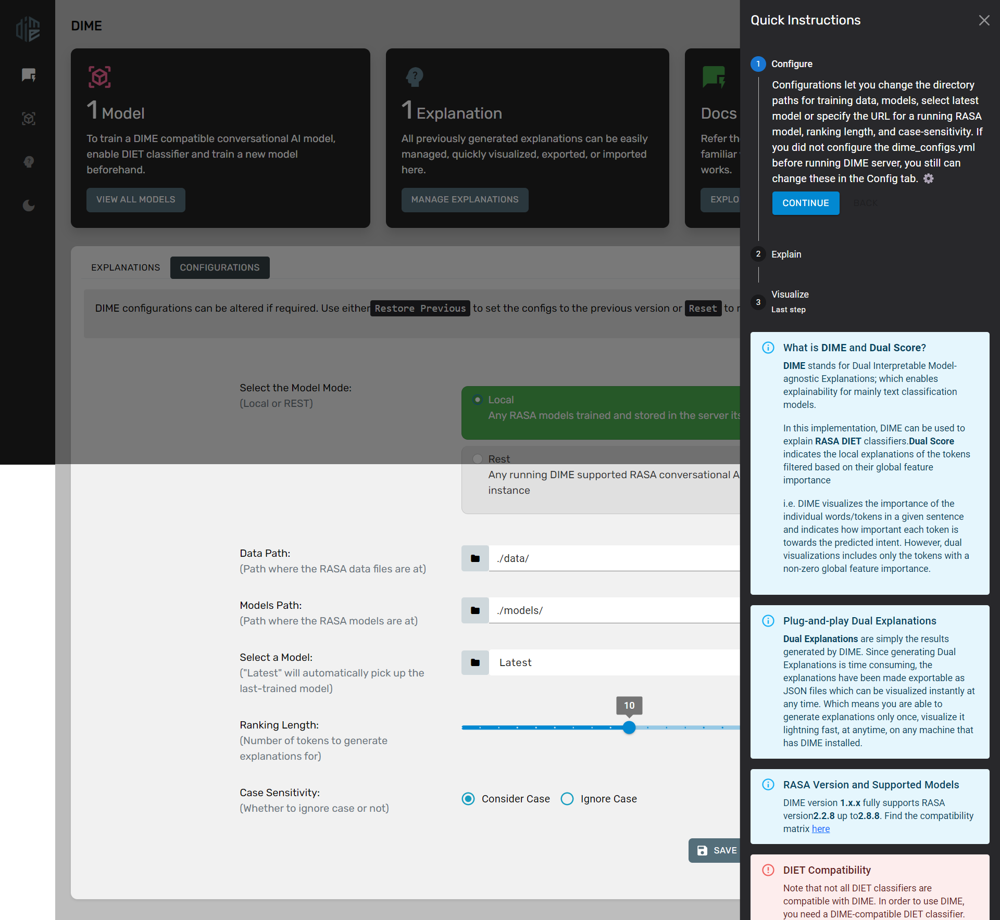 DIME
1 Model
To train a DIME compatible conversational AI model,
enable DIET classifier and train a new model
beforehand.
VIEW ALL MODELS
1 Explanation
All previously generated explanations can be easily
managed, quickly visualized, exported, or imported
here.
MANAGE EXPLANATIONS
Docs
Refer th
familiar
works.
EXPLO
EXPLANATIONS
CONFIGURATIONS
DIME configurations can be altered if required. Use either Restore Previous to set the configs to the previous version or Reset to r
Select the Model Mode:
(Local or REST)
Local
Any RASA models trained and stored in the server its
Rest
Any running DIME supported RASA conversational A
instance
Data Path:
(Path where the RASA data files are at)
./data/
Models Path:
(Path where the RASA models are at)
./models/
Select a Model:
("Latest" will automatically pick up the
last-trained model)
Latest
Ranking Length:
(Number of tokens to generate
explanations for)
10
Case Sensitivity:
(Whether to ignore case or not)
Consider Case
Ignore Case
SAVE
Quick Instructions
1 Configure
Configurations let you change the directory
paths for training data, models, select latest
model or specify the URL for a running RASA
model, ranking length, and case-sensitivity. If
you did not configure the dime_configs.yml
before running DIME server, you still can
change these in the Config tab.
CONTINUE
BACK
2 Explain
3 Visualize
Last step
What is DIME and Dual Score?
DIME stands for Dual Interpretable Model-
agnostic Explanations; which enables
explainability for mainly text classification
models.
In this implementation, DIME can be used to
explain RASA DIET classifiers.Dual Score
indicates the local explanations of the tokens
filtered based on their global feature
importance
i.e. DIME visualizes the importance of the
individual words/tokens in a given sentence
and indicates how important each token is
towards the predicted intent. However, dual
visualizations includes only the tokens with a
non-zero global feature importance.
Plug-and-play Dual Explanations
Dual Explanations are simply the results
generated by DIME. Since generating Dual
Explanations is time consuming, the
explanations have been made exportable as
JSON files which can be visualized instantly at
any time. Which means you are able to
generate explanations only once, visualize it
lightning fast, at anytime, on any machine that
has DIME installed.
RASA Version and Supported Models
DIME version 1.x.x fully supports RASA
version2.2.8 up to2.8.8. Find the compatibility
matrix here
DIET Compatibility
Note that not all DIET classifiers are
compatible with DIME. In order to use DIME,
you need a DIME-compatible DIET classifier.